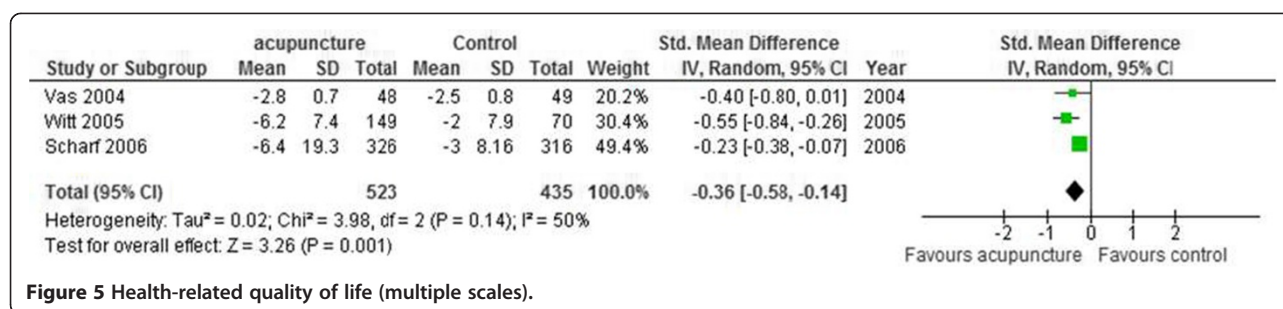 acupuncture Control Std. Mean Difference Std. Mean Difference
Study or Subgroup Mean SD Total Mean SD Total Weight IV, Random, 95% CI Year IV, Random, 95% CI
Vas 2004 -2.8 0.7 48 -2.5 0.8 49 20.2% -0.40 [-0.80, 0.01] 2004
Witt 2005 -6.2 7.4 149 -2 7.9 70 30.4% -0.55 [-0.84, -0.26] 2005
Scharf 2006 -6.4 19.3 326 -3 8.16 316 49.4% -0.23 [-0.38, -0.07] 2006
Total (95% CI) 523 435 100.0% -0.36 [-0.58, -0.14]
Heterogeneity: Tau² = 0.02; Chi² = 3.98, df = 2 (P = 0.14); I² = 50%
Test for overall effect: Z = 3.26 (P = 0.001)
-2 -1 0 1 2
Favours acupuncture Favours control
Figure 5 Health-related quality of life (multiple scales).